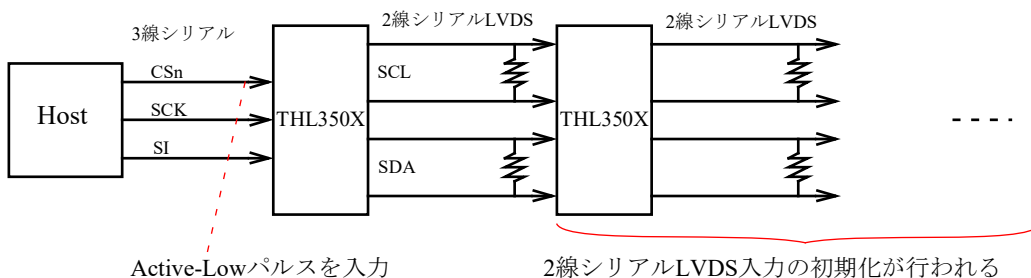 3線シリアル
2線シリアルLVDS
2線シリアルLVDS
Host
CSn
SCK
SI
THL350X
SCL
SDA
THL350X
Active-Lowパルスを入力
2線シリアルLVDS入力の初期化が行われる